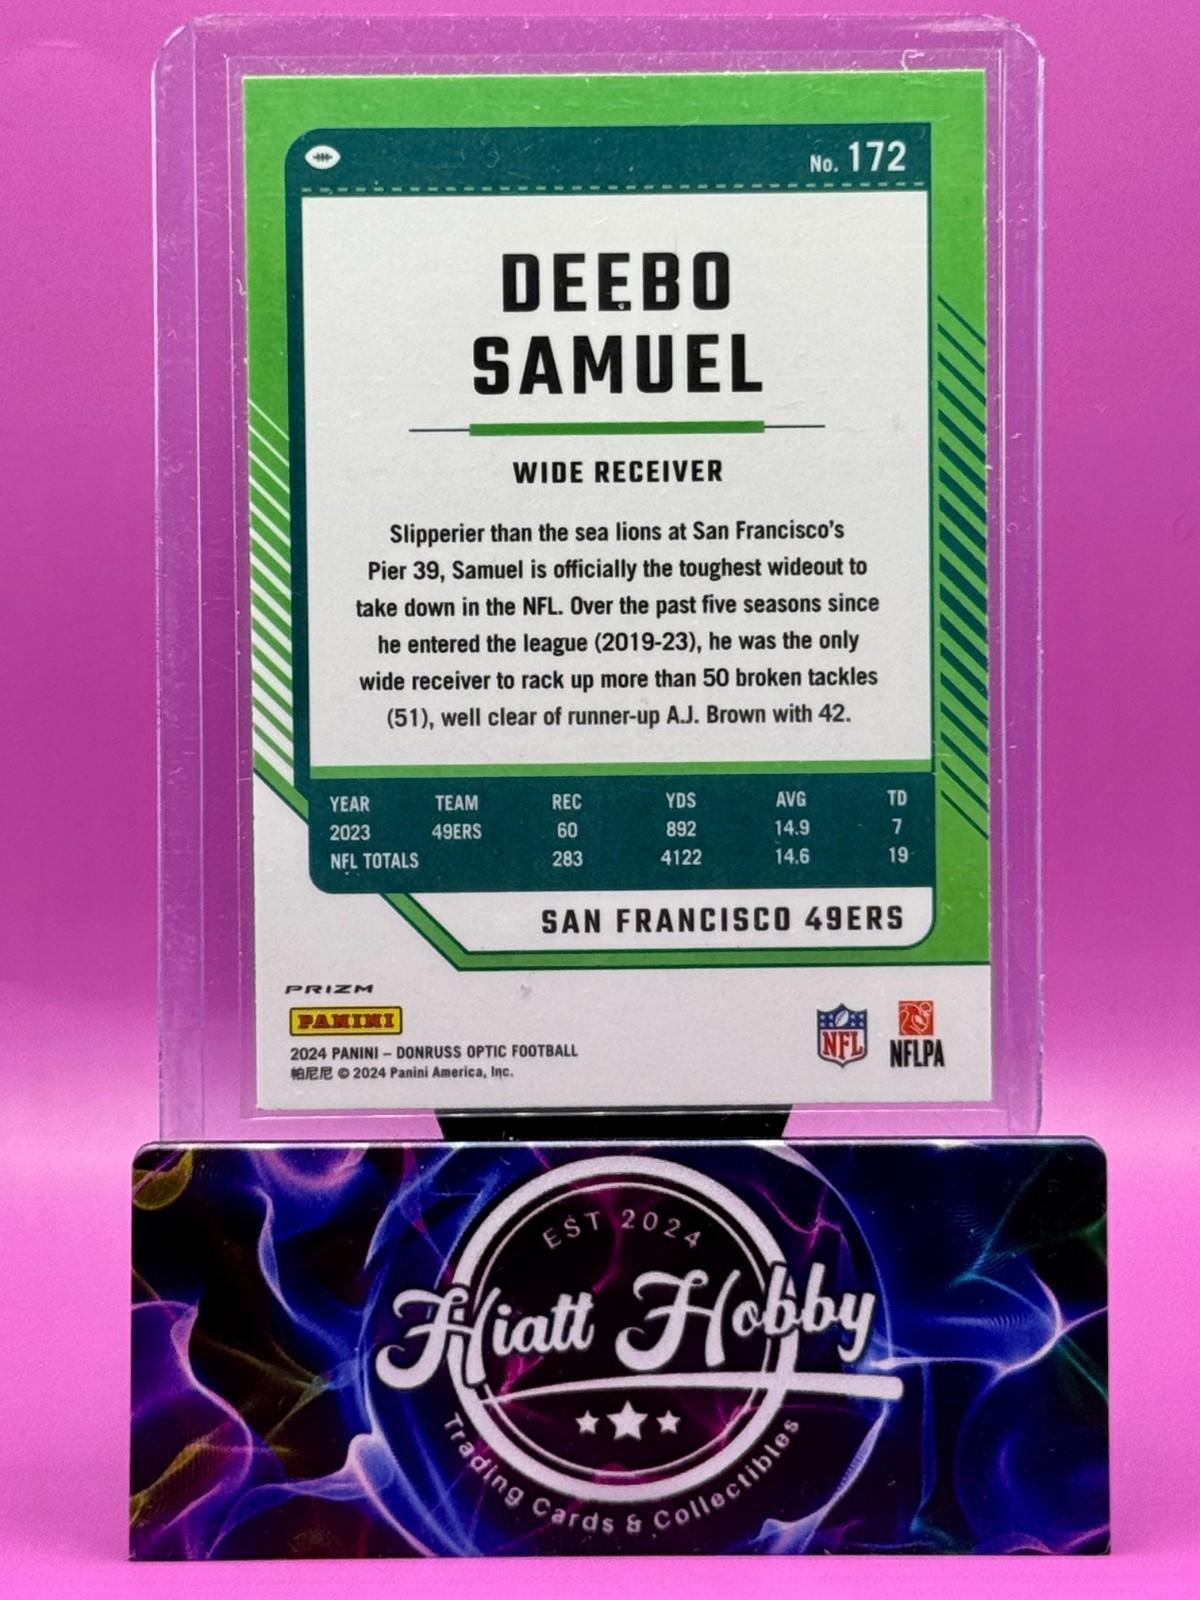 No. 172
DEEBO
SAMUEL
WIDE RECEIVER
Slipperier than the sea lions at San Francisco's
Pier 39, Samuel is officially the toughest wideout to
take down in the NFL. Over the past five seasons since
he entered the league (2019-23), he was the only
wide receiver to rack up more than 50 broken tackles
(51), well clear of runner-up A.J. Brown with 42.
YEAR TEAM REC YDS AVG TD
2023 49ERS 60 892 14.9 7
NFL TOTALS 283 4122 14.6 19
SAN FRANCISCO 49ERS
PRIZM
PANINI
2024 PANINI – DONRUSS OPTIC FOOTBALL
帕尼尼 © 2024 Panini America, Inc.
NFL
NFLPA
EST 2024
Hiatt Hobby
Trading Cards & Collectibles